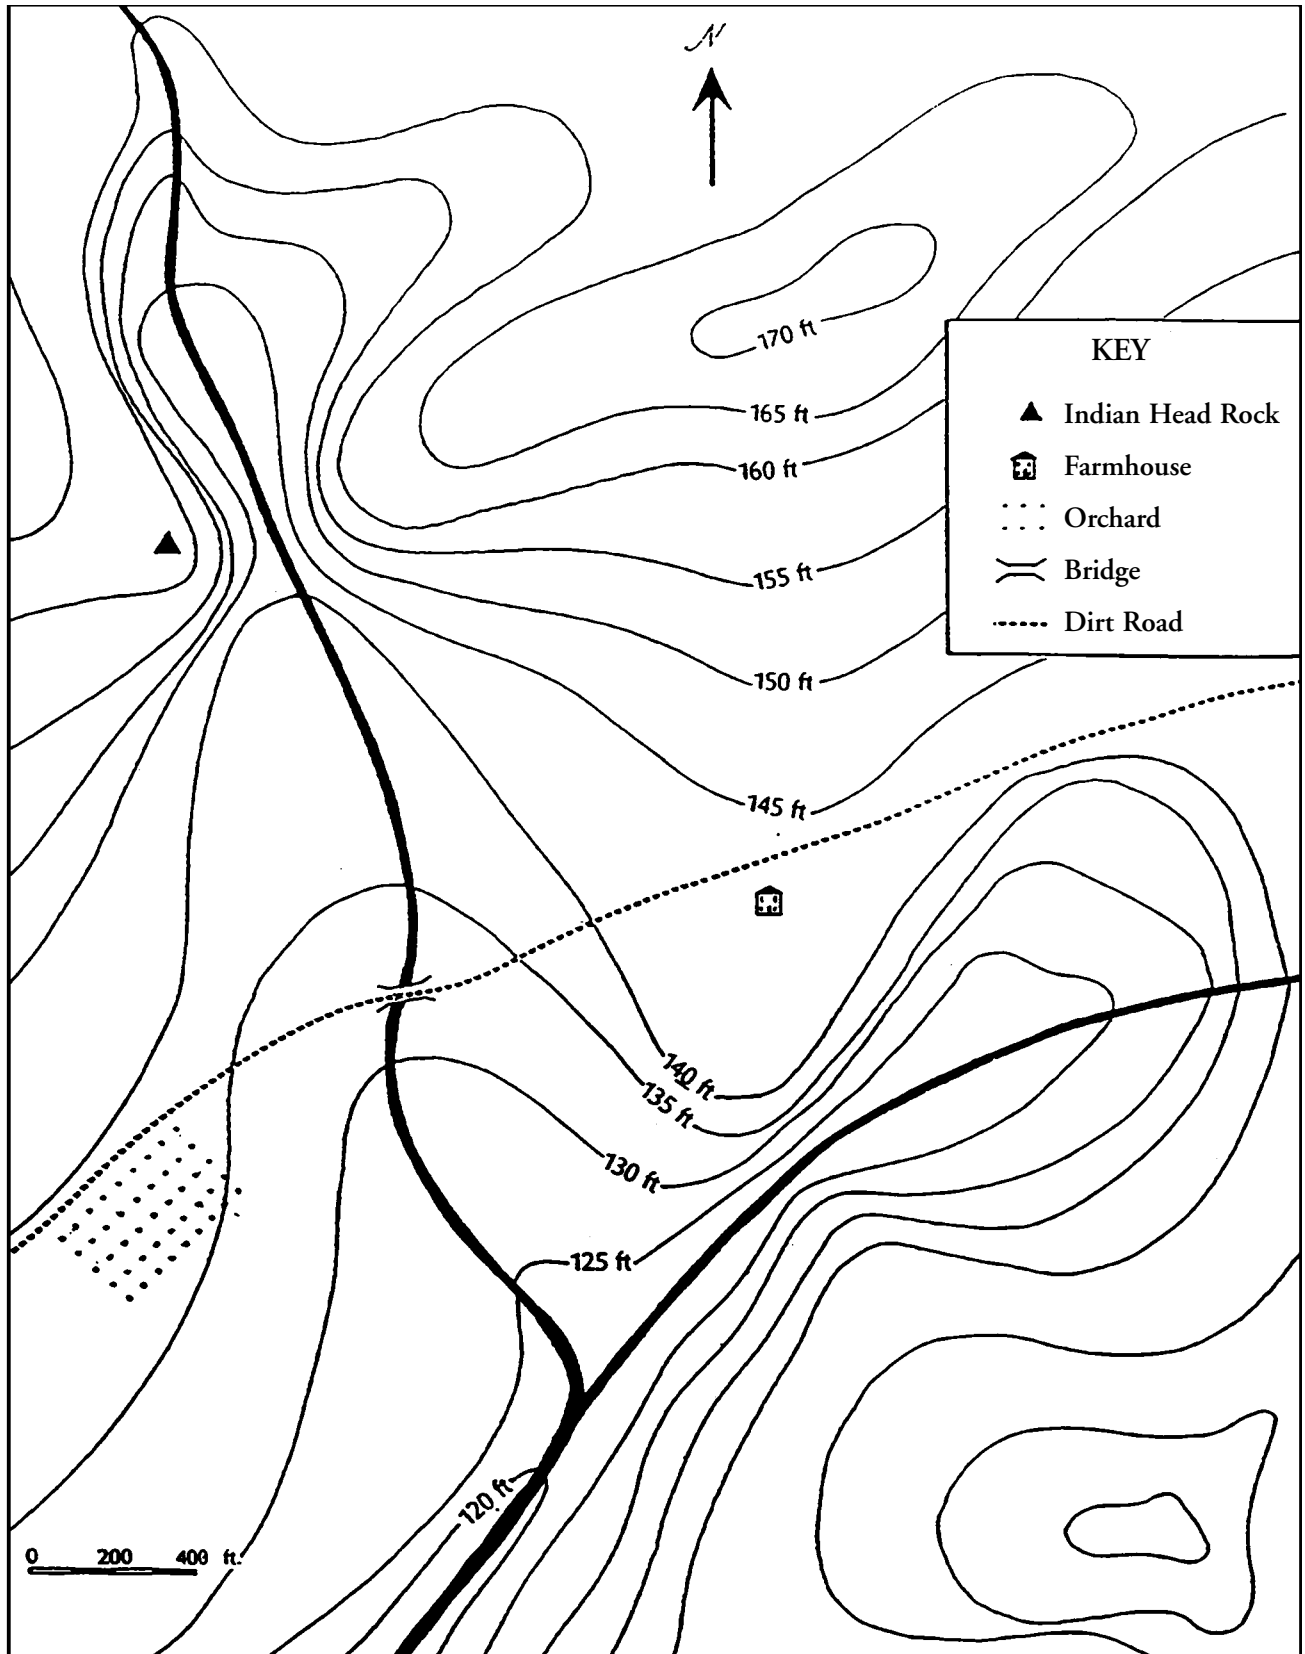 N
170 ft
KEY
165 ft
Indian Head Rock
160 ft
Farmhouse
Orchard
155 ft
Bridge
Dirt Road
150 ft
145 ft
140 ft
135 ft
130 ft
125 ft
120 ft
0 200 400 ft.